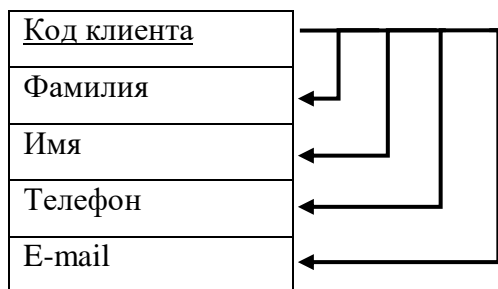 Код клиента
Фамилия
Имя
Телефон
E-mail